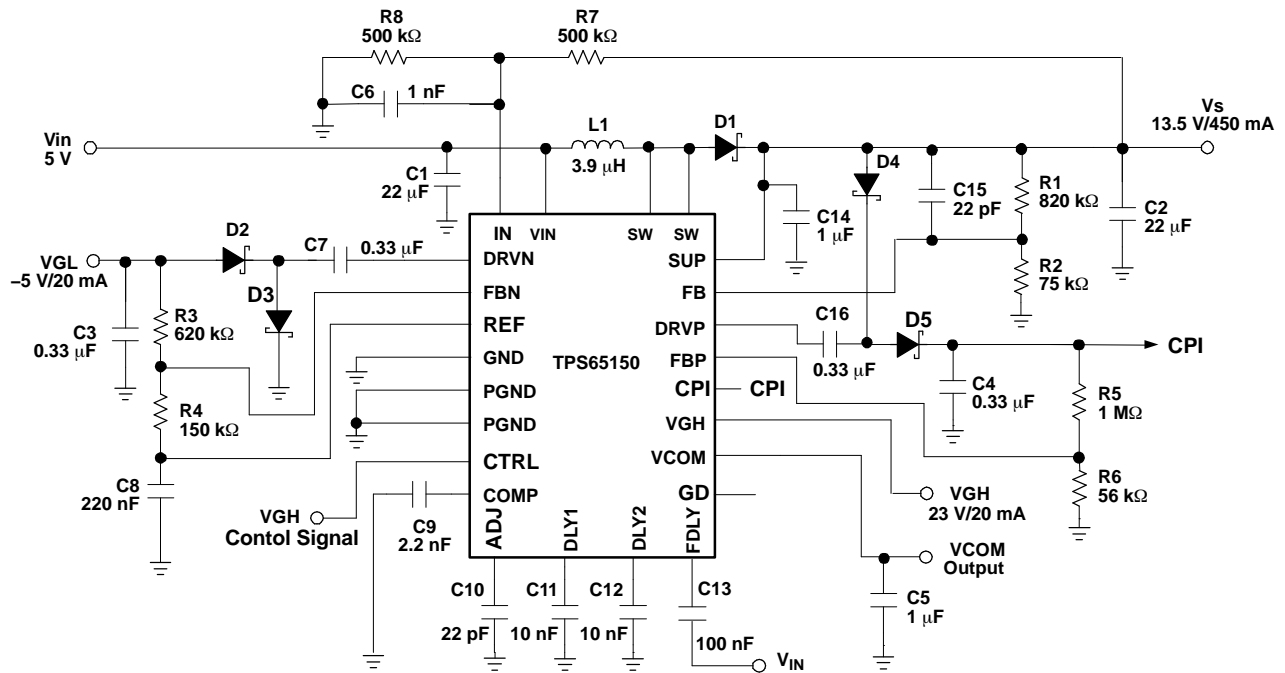 R8
500 kΩ
R7
500 kΩ
C6
1 nF
Vin
5 V
L1
3.9 μH
D1
Vs
13.5 V/450 mA
C1
22 μF
D4
C15
22 pF
R1
820 kΩ
C2
22 μF
C14
1 μF
R2
75 kΩ
VGL
–5 V/20 mA
D2
C7
0.33 μF
D3
C3
0.33 μF
R3
620 kΩ
R4
150 kΩ
C8
220 nF
IN
VIN
SW
SW
DRVN
SUP
FBN
FB
REF
DRVP
GND
TPS65150
FBP
PGND
CPI
CPI
PGND
VGH
CTRL
VCOM
COMP
GD
ADJ
DLY1
DLY2
FDLY
C16
0.33 μF
D5
CPI
C4
0.33 μF
R5
1 MΩ
R6
56 kΩ
VGH
Contol Signal
C9
2.2 nF
VGH
23 V/20 mA
VCOM
Output
C5
1 μF
C10
22 pF
C11
10 nF
C12
10 nF
C13
100 nF
VIN